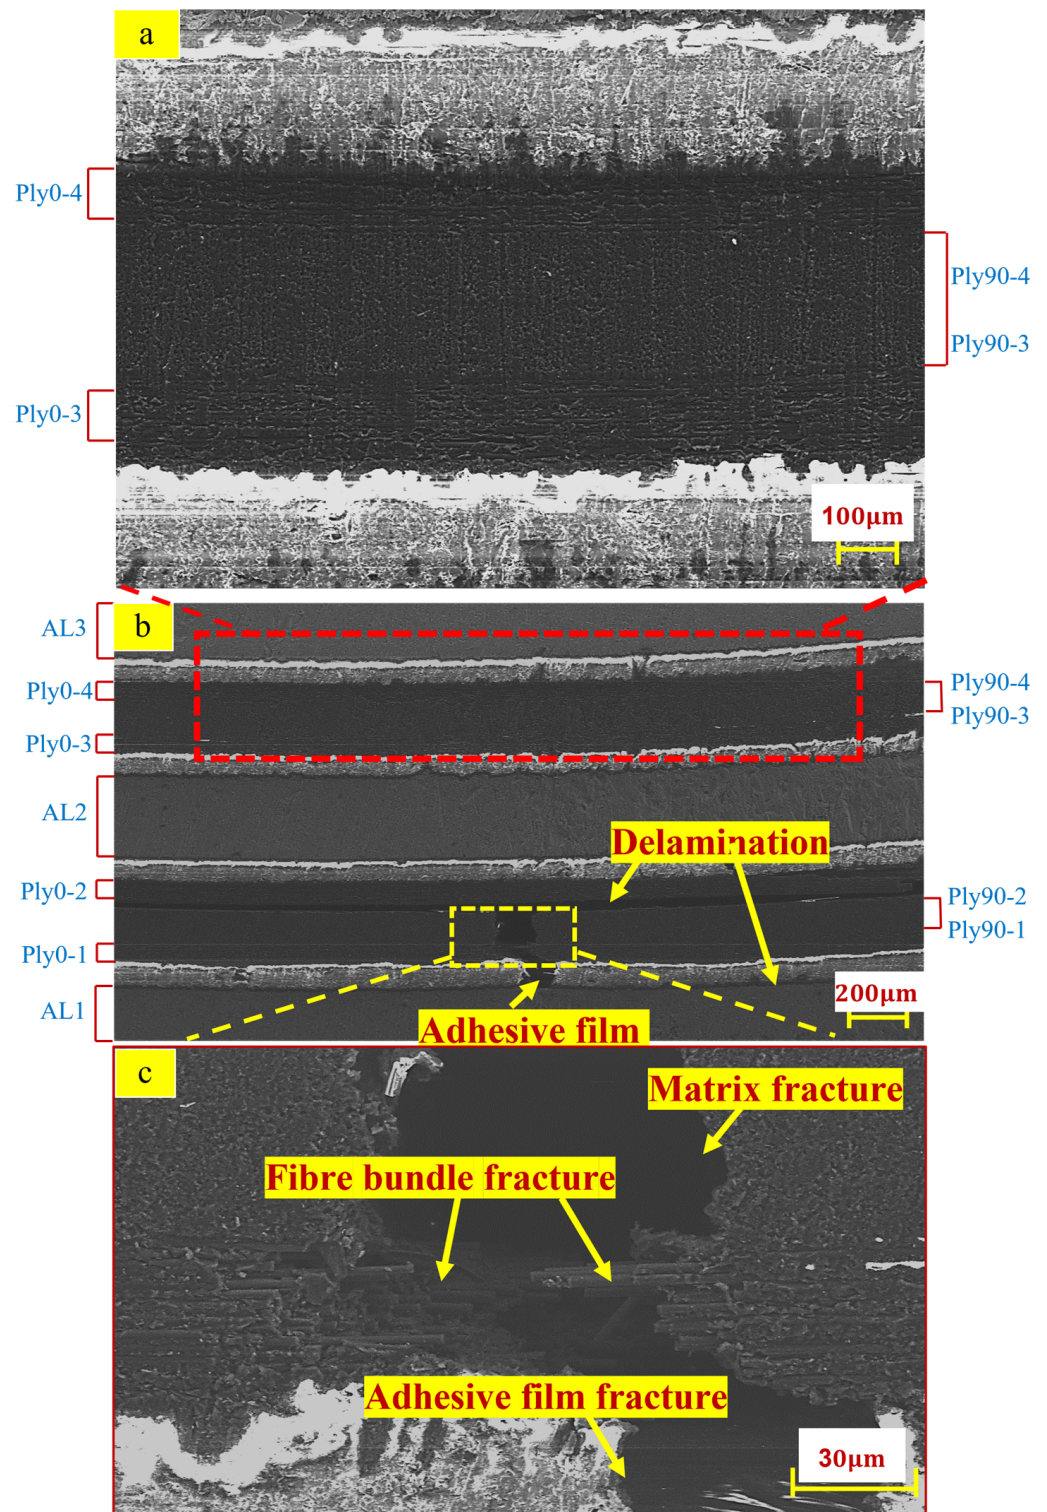 a
Ply0-4
Ply90-4
Ply90-3
Ply0-3
100μm
b
AL3
Ply0-4
Ply90-4
Ply90-3
Ply0-3
AL2
Delamination
Ply0-2
Ply90-2
Ply90-1
Ply0-1
200μm
AL1
Adhesive film
c
Matrix fracture
Fibre bundle fracture
Adhesive film fracture
30μm